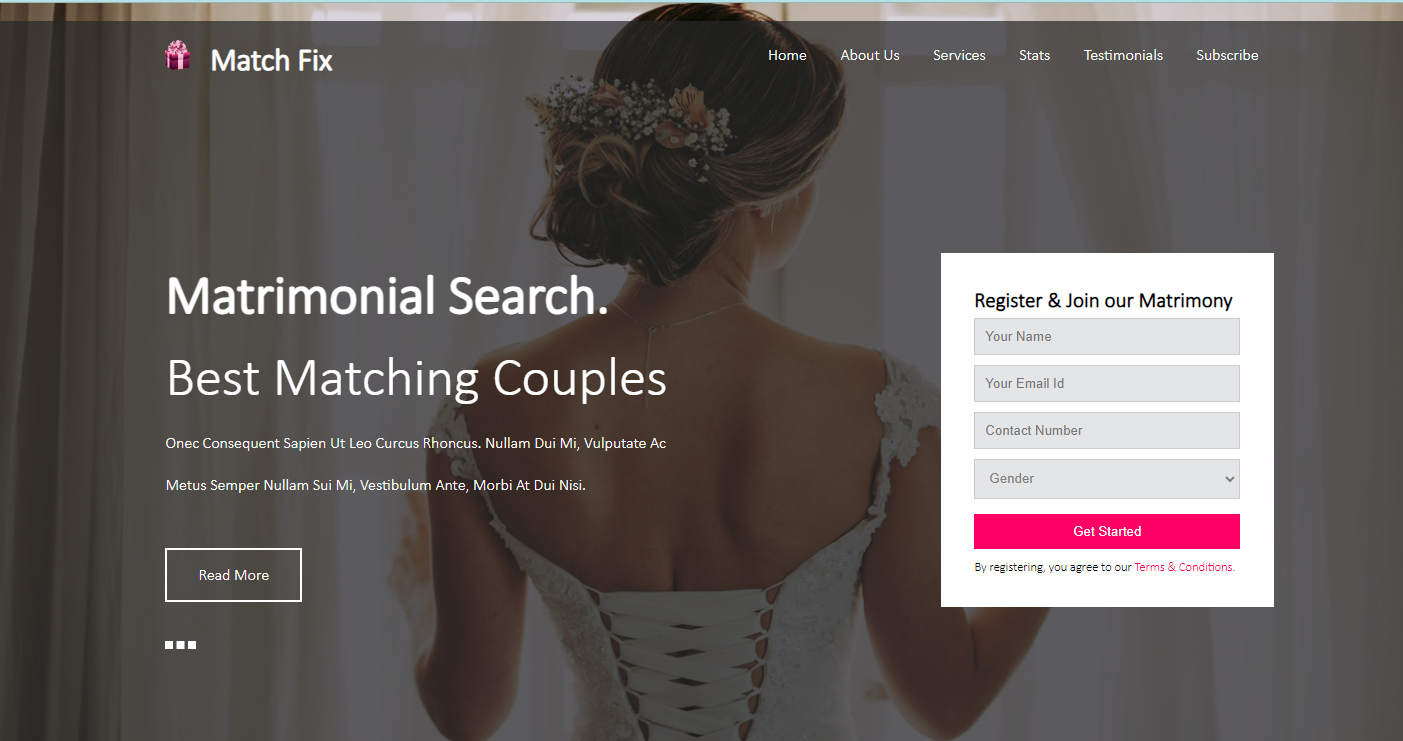 Match Fix
Home
About Us
Services
Stats
Testimonials
Subscribe
Matrimonial Search.
Best Matching Couples
Onec Consequent Sapien Ut Leo Curcus Rhoncus. Nullam Dui Mi, Vulputate Ac
Metus Semper Nullam Sui Mi, Vestibulum Ante, Morbi At Dui Nisi.
Read More
Register & Join our Matrimony
Your Name
Your Email Id
Contact Number
Gender
Get Started
By registering, you agree to our Terms & Conditions.